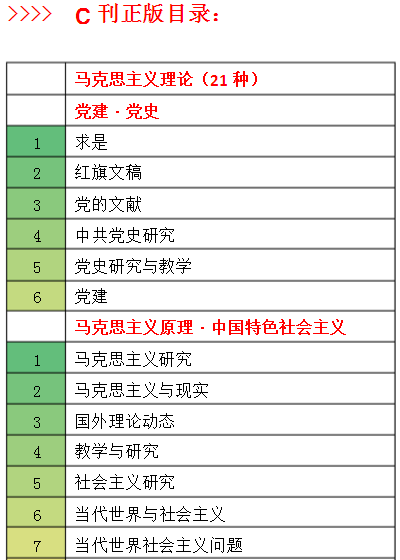 >>>> C 刊正版目录：
马克思主义理论（21 种）
党建 · 党史
1 求是
2 红旗文稿
3 党的文献
4 中共党史研究
5 党史研究与教学
6 党建
马克思主义原理 · 中国特色社会主义
1 马克思主义研究
2 马克思主义与现实
3 国外理论动态
4 教学与研究
5 社会主义研究
6 当代世界与社会主义
7 当代世界社会主义问题